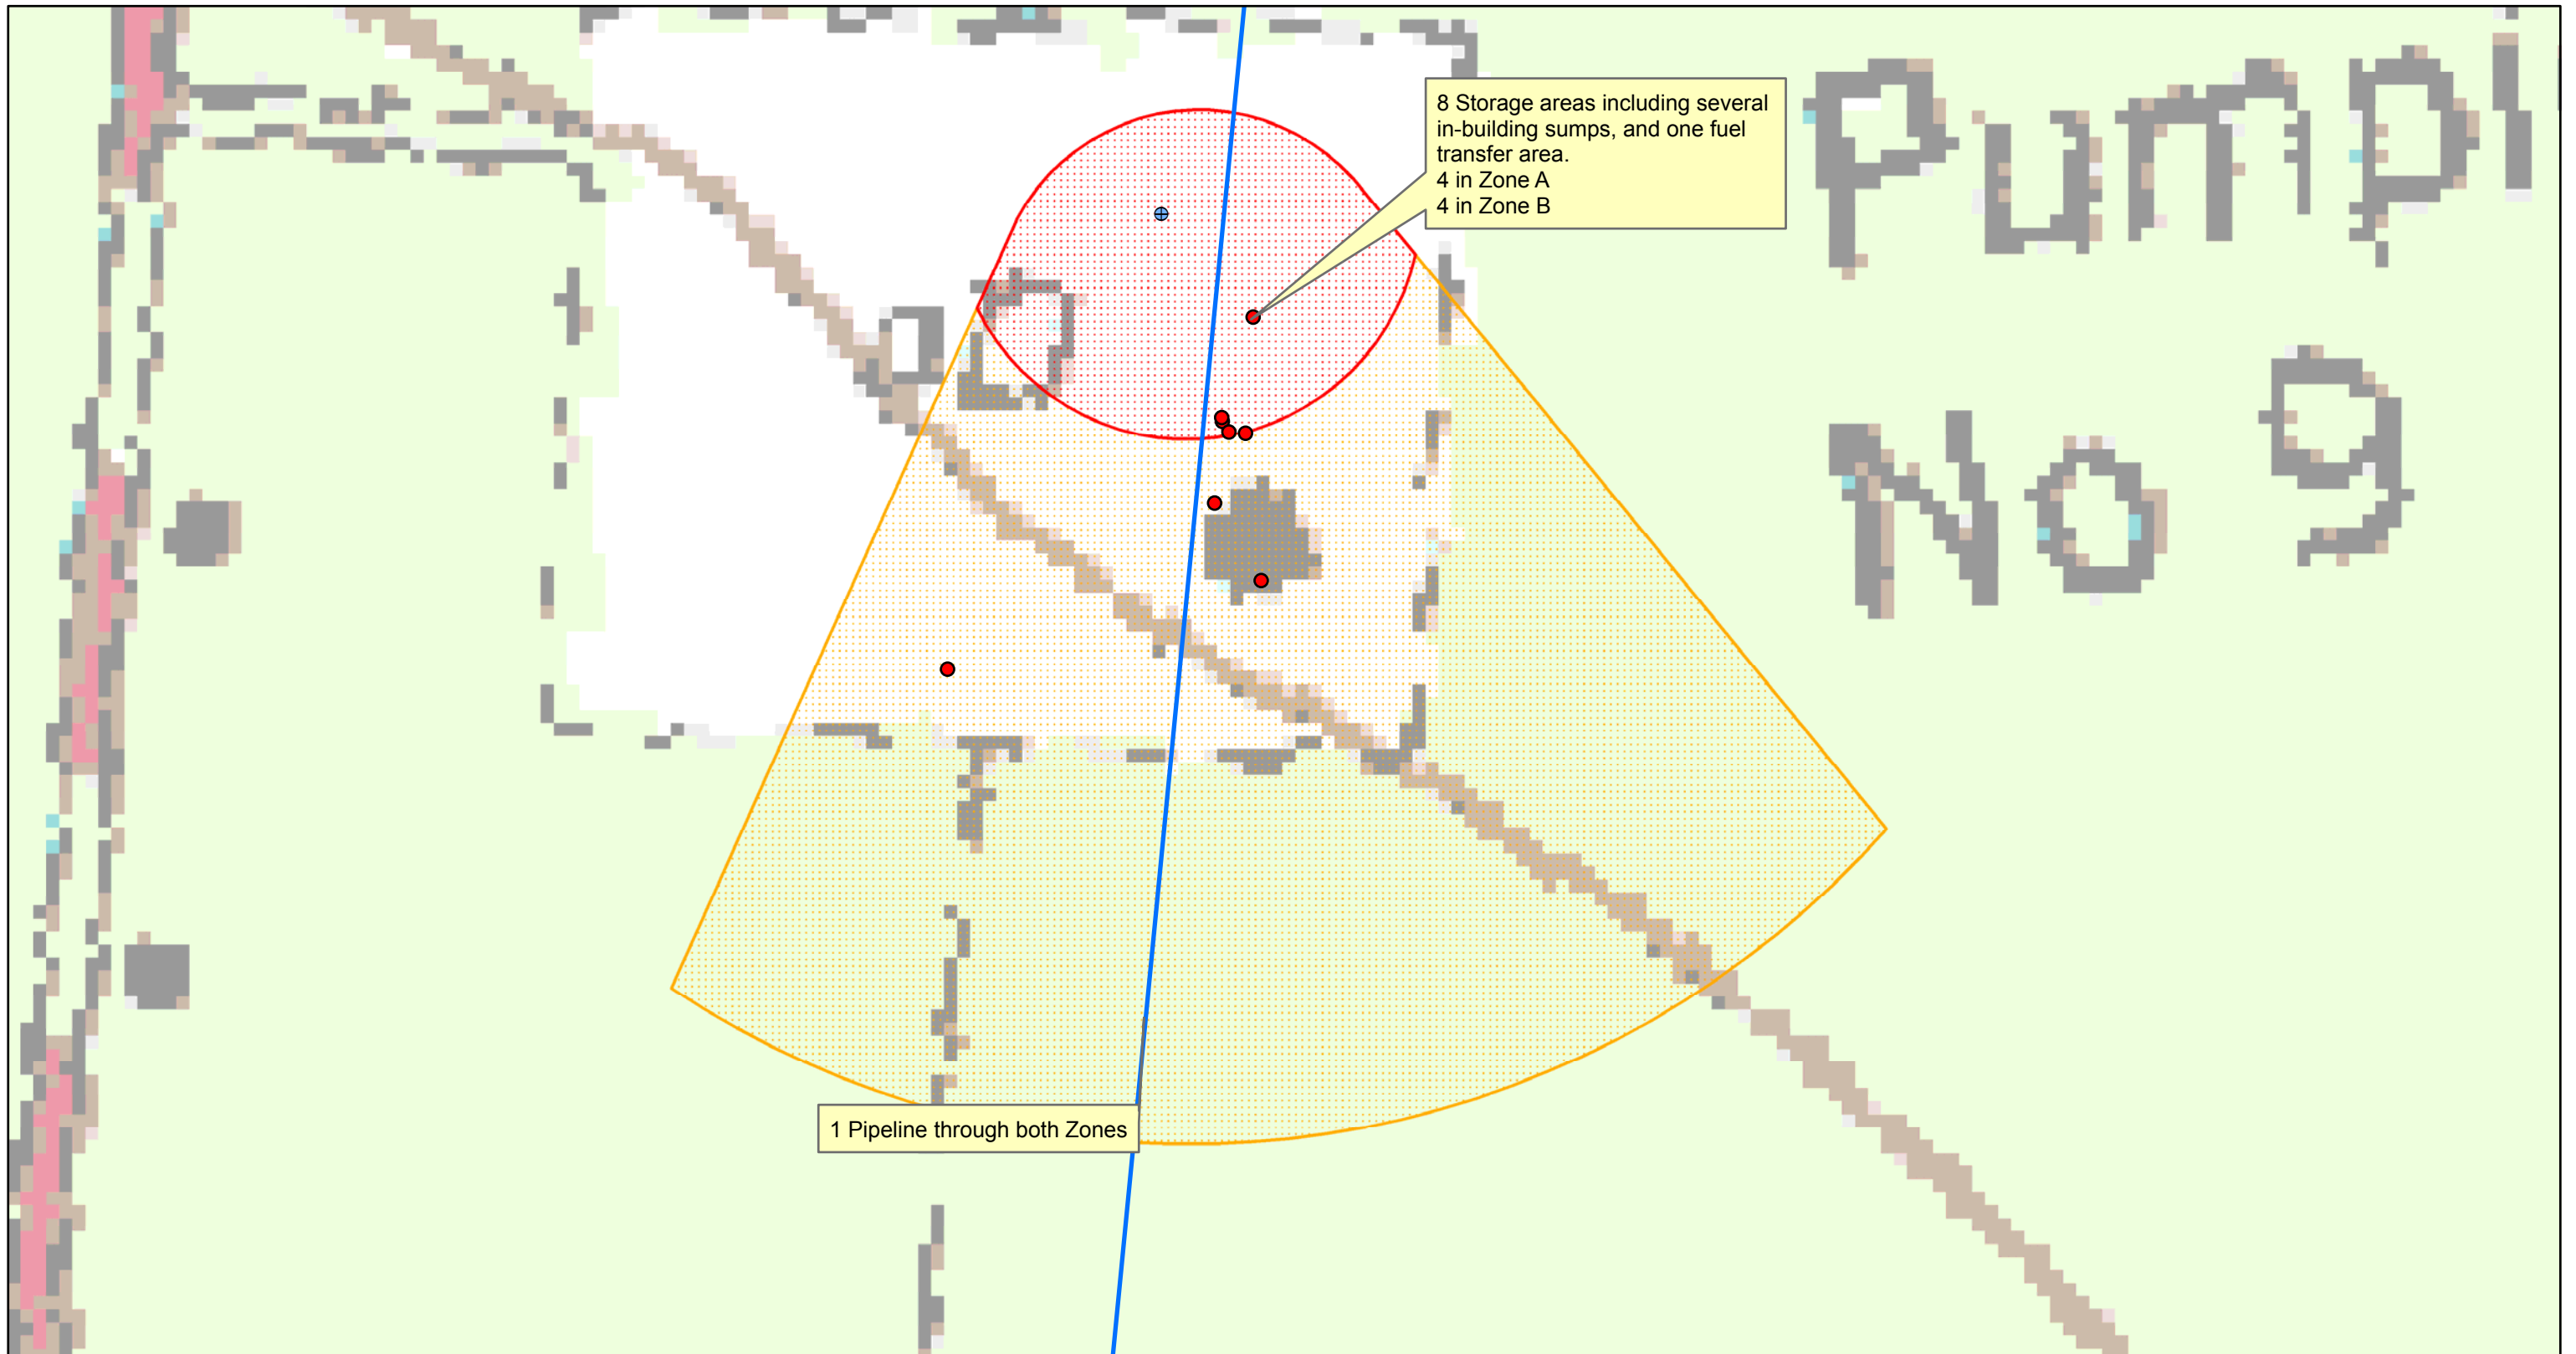 8 Storage areas including several
in-building sumps, and one fuel
transfer area.
4 in Zone A
4 in Zone B
No 9
1 Pipeline through both Zones